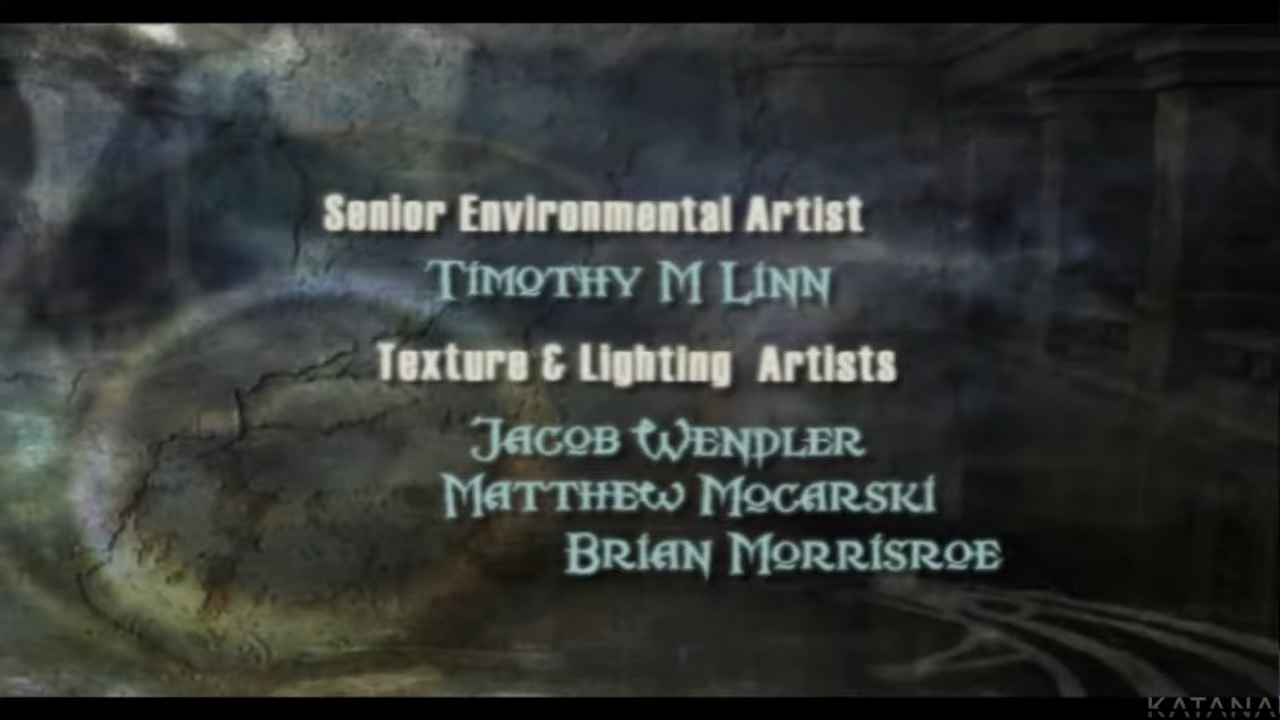 Senior Environmental Artist
Timothy M Linn
Texture & Lighting Artists
Jacob Wendler
Matthew Mocarski
Brian Morrisroe
KATANA